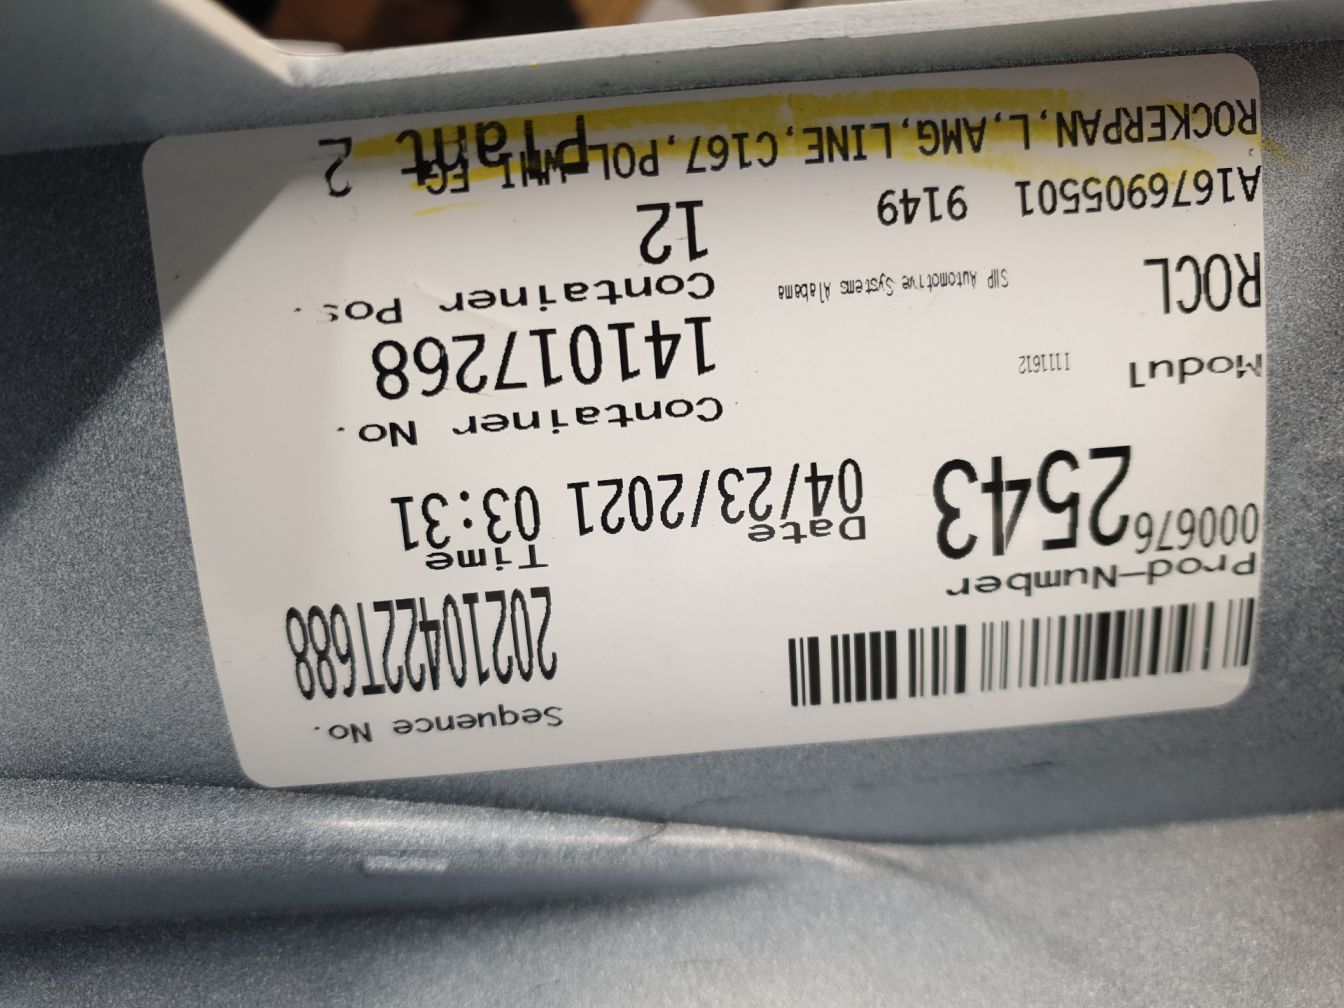 Sequence No.
20210422T688
Prod-Number
0006762543
Date Time
04/23/2021 03:31
Container No.
Modul 1111612
141017268
ROCL SMP Automotive Systems Alabama
Container Pos.
12
A1676905501 9149
ROCKERPAN, L, AMG, LINE, C167, POL
Plant 2